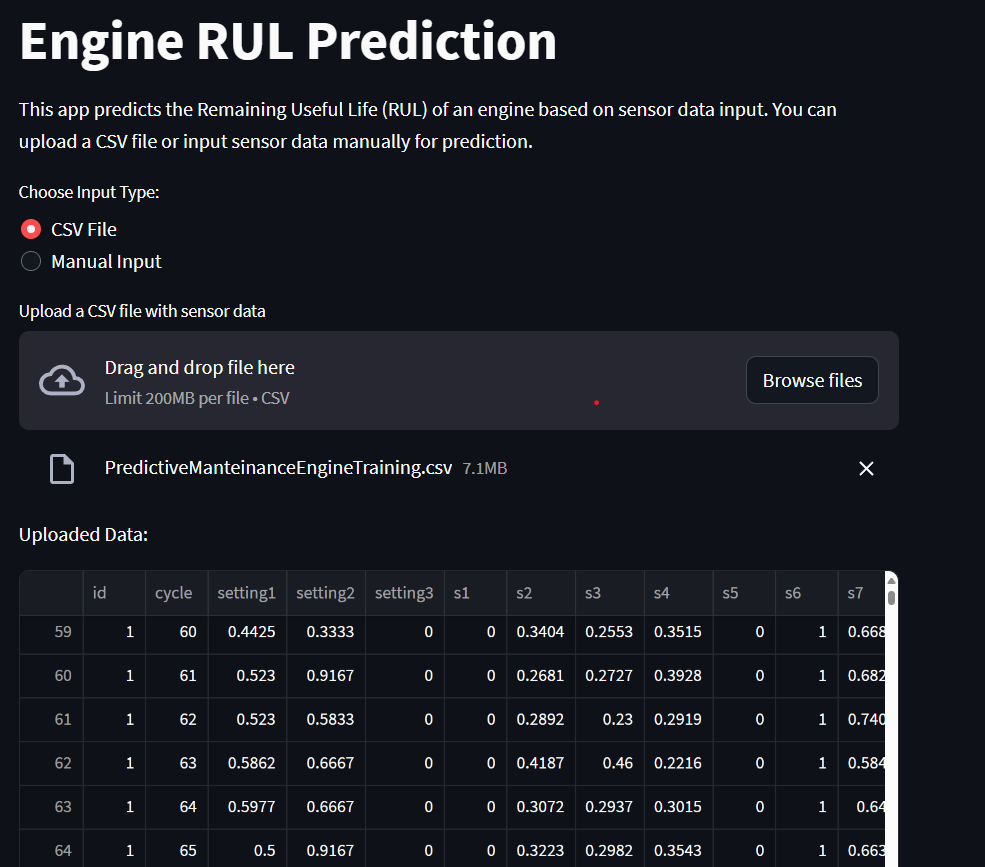 Engine RUL Prediction
This app predicts the Remaining Useful Life (RUL) of an engine based on sensor data input. You can
upload a CSV file or input sensor data manually for prediction.
Choose Input Type:
CSV File
Manual Input
Upload a CSV file with sensor data
Drag and drop file here
Limit 200MB per file • CSV
Browse files
PredictiveManteinanceEngineTraining.csv 7.1MB
Uploaded Data:
id cycle setting1 setting2 setting3 s1 s2 s3 s4 s5 s6 s7
59 1 60 0.4425 0.3333 0 0 0.3404 0.2553 0.3515 0 1 0.668
60 1 61 0.523 0.9167 0 0 0.2681 0.2727 0.3928 0 1 0.682
61 1 62 0.523 0.5833 0 0 0.2892 0.23 0.2919 0 1 0.740
62 1 63 0.5862 0.6667 0 0 0.4187 0.46 0.2216 0 1 0.584
63 1 64 0.5977 0.6667 0 0 0.3072 0.2937 0.3015 0 1 0.64
64 1 65 0.5 0.9167 0 0 0.3223 0.2982 0.3543 0 1 0.663